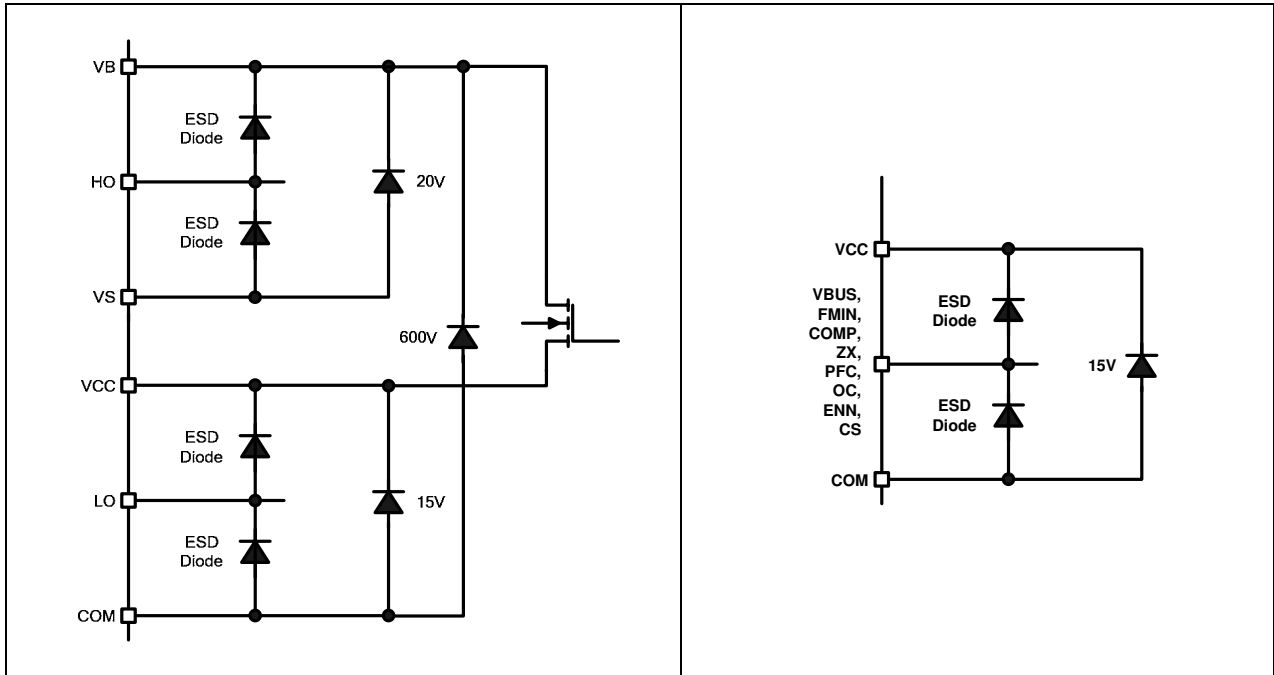 VB
ESD
Diode
HO
20V
ESD
Diode
VS
600V
VCC
ESD
Diode
LO
15V
ESD
Diode
COM
VCC
VBUS,
FMIN,
COMP,
ZX,
PFC,
OC,
ENN,
CS
ESD
Diode
15V
ESD
Diode
COM